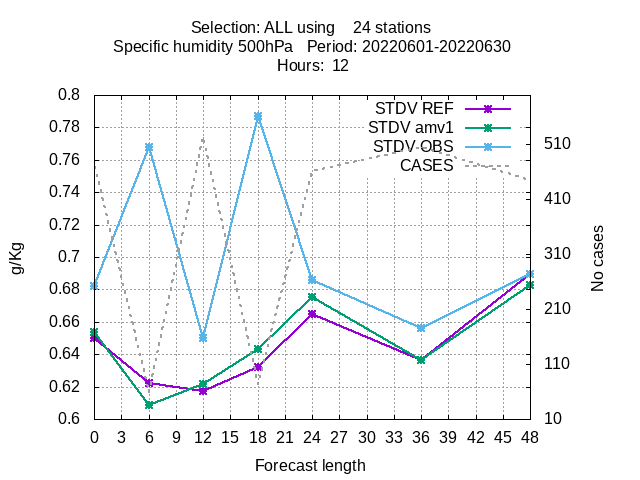 Selection: ALL using    24 stations
Specific humidity 500hPa   Period: 20220601-20220630
Hours:  12
STDV REF
STDV amv1
STDV OBS
CASES
0.8
0.78
0.76
0.74
0.72
0.7
0.68
0.66
0.64
0.62
0.6
g/Kg
510
410
310
210
110
10
No cases
0 3 6 9 12 15 18 21 24 27 30 33 36 39 42 45 48
Forecast length